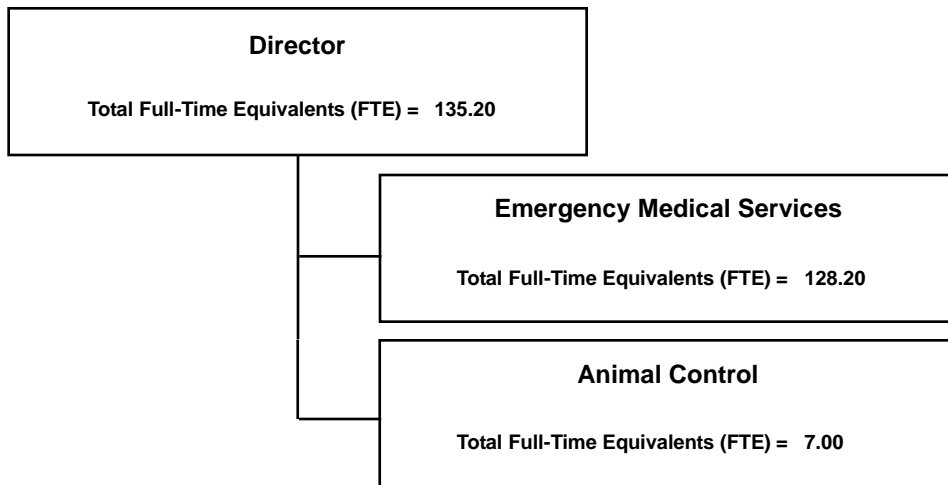 Director
Total Full-Time Equivalents (FTE) = 135.20
Emergency Medical Services
Total Full-Time Equivalents (FTE) = 128.20
Animal Control
Total Full-Time Equivalents (FTE) = 7.00